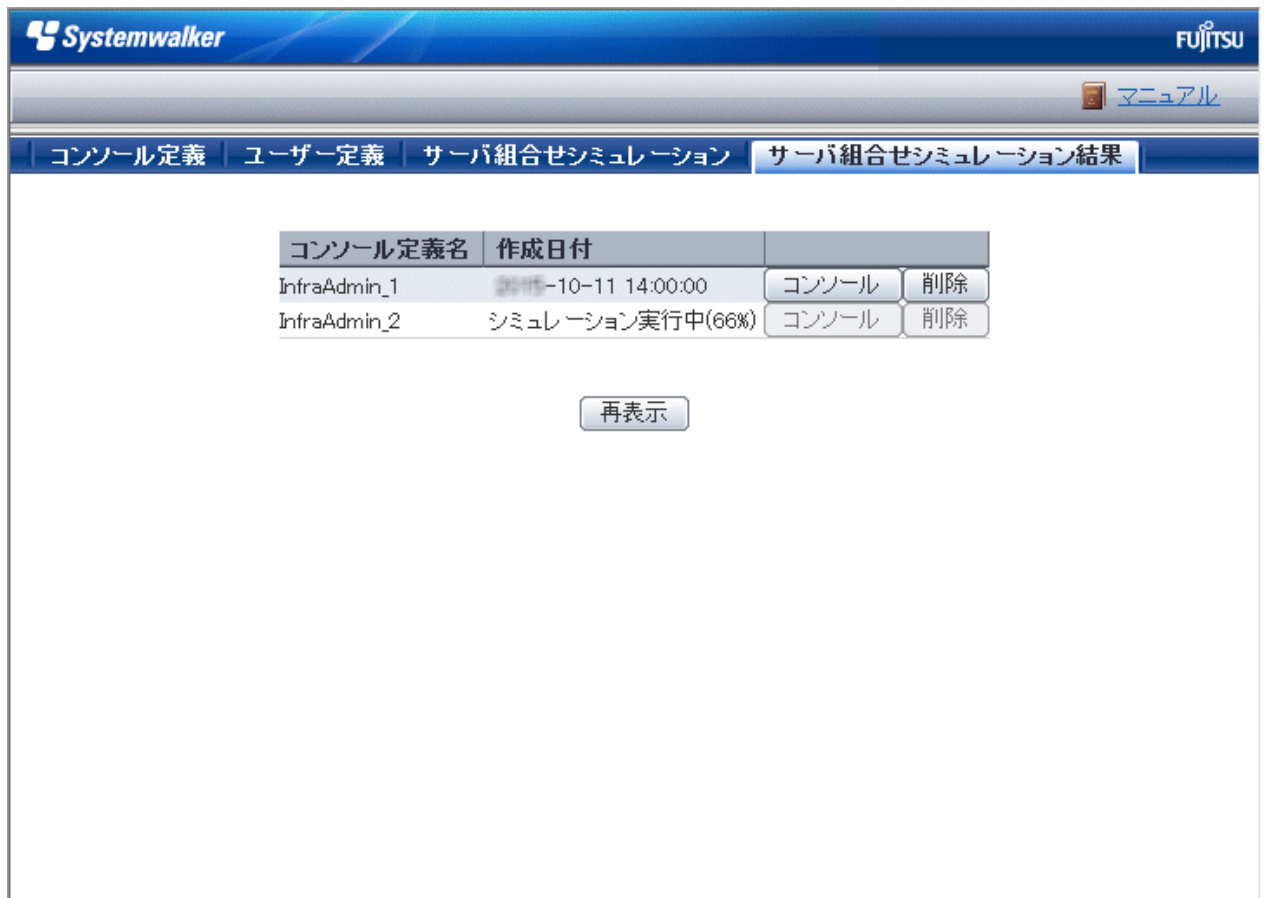 Systemwalker
FUJITSU
マニュアル
コンソール定義 ユーザー定義 サーバ組合せシミュレーション サーバ組合せシミュレーション結果
コンソール定義名 作成日付
InfraAdmin_1 -10-11 14:00:00 コンソール 削除
InfraAdmin_2 シミュレーション実行中(66%) コンソール 削除
再表示